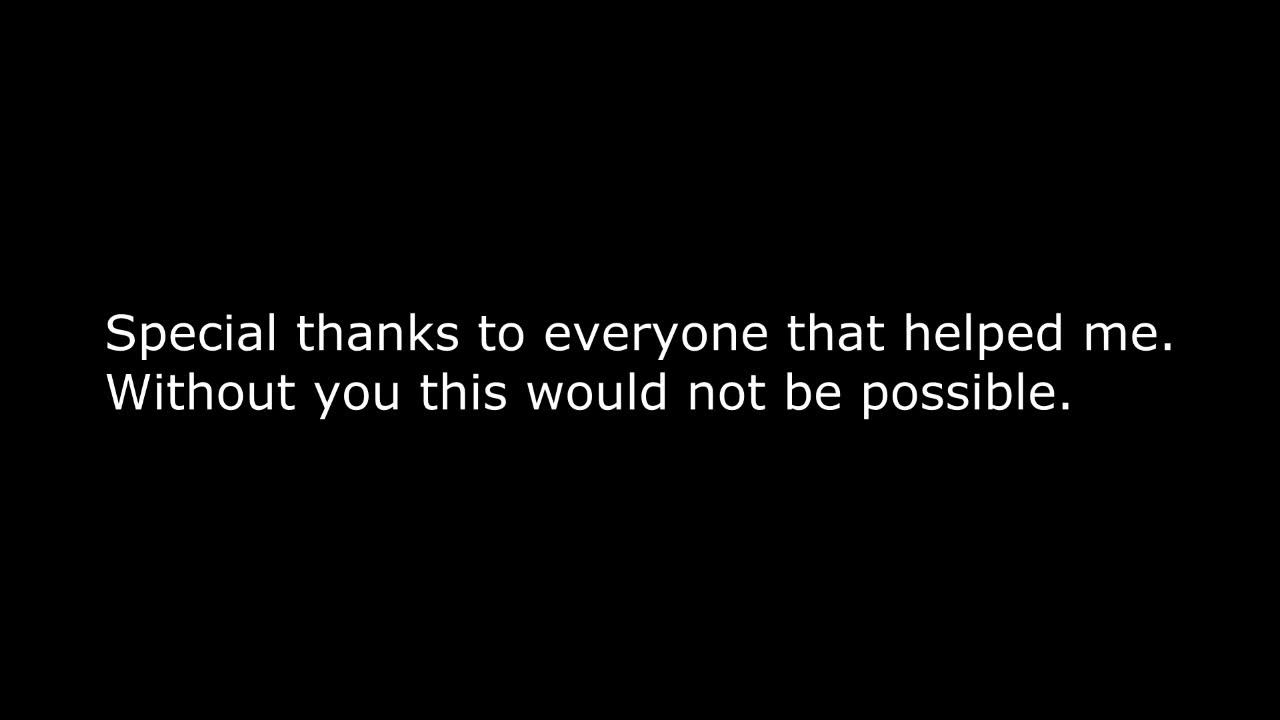 Special thanks to everyone that helped me.
Without you this would not be possible.